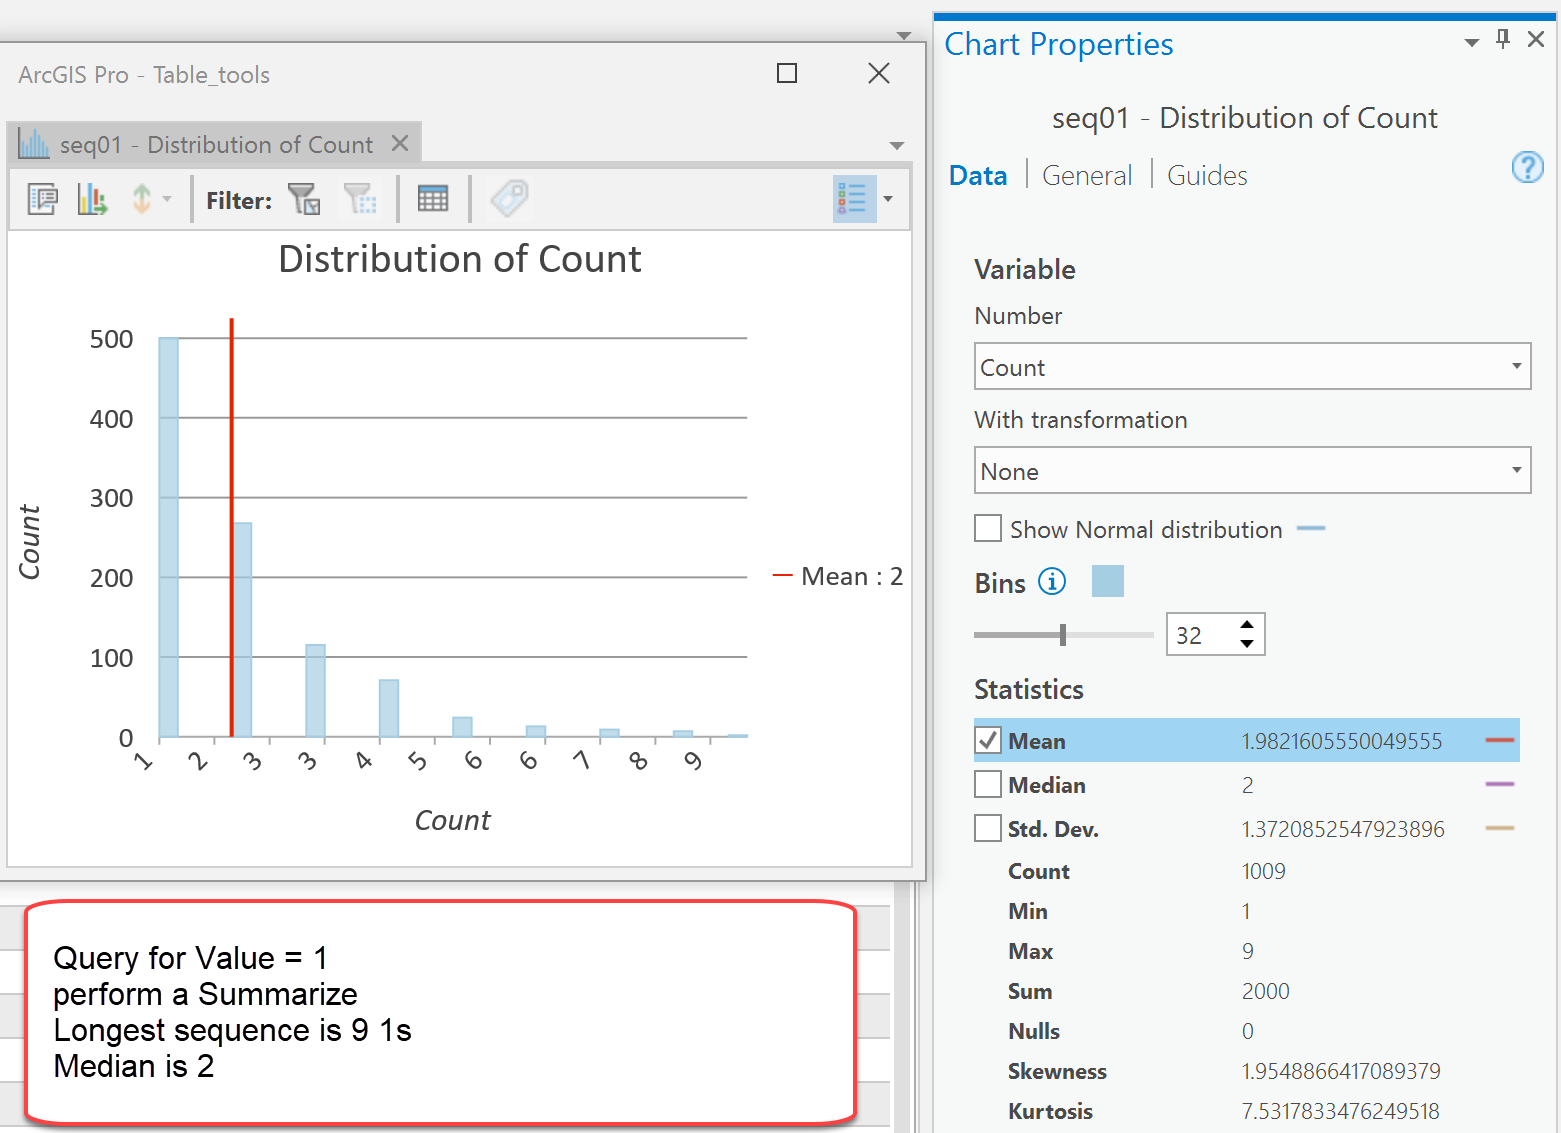 ArcGIS Pro - Table_tools
seq01 - Distribution of Count
Filter:
Distribution of Count
500
400
300
200
100
0
Count
1 2 3 3 4 5 6 6 7 8 9
Count
Mean : 2
Query for Value = 1
perform a Summarize
Longest sequence is 9 1s
Median is 2
Chart Properties
seq01 - Distribution of Count
Data General Guides
Variable
Number
Count
With transformation
None
Show Normal distribution
Bins
32
Statistics
Mean 1.9821605550049555
Median 2
Std. Dev. 1.3720852547923896
Count 1009
Min 1
Max 9
Sum 2000
Nulls 0
Skewness 1.9548866417089379
Kurtosis 7.5317833476249518